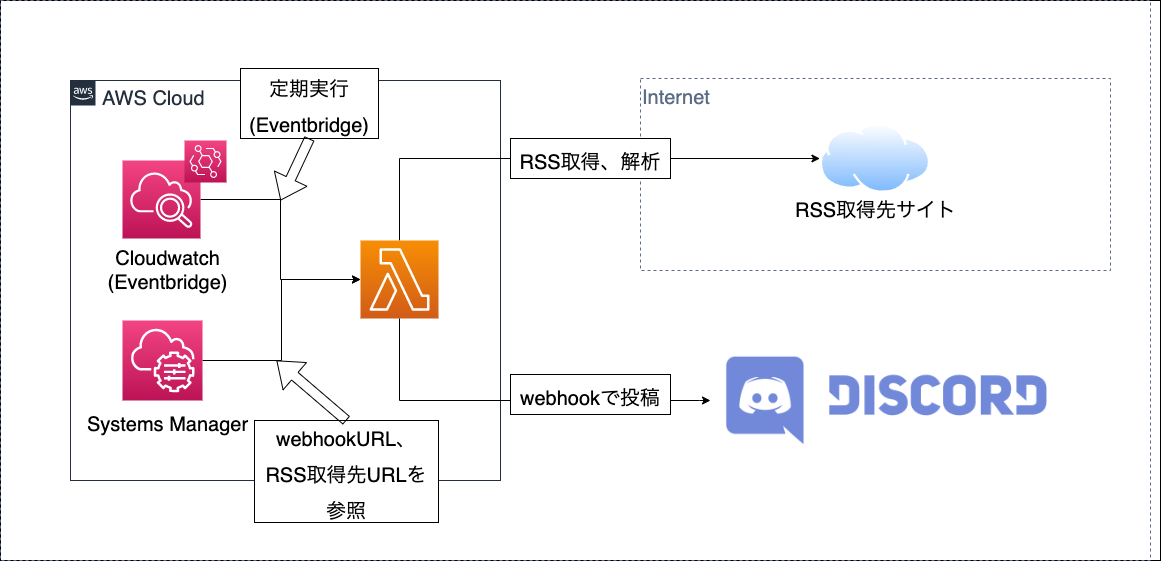 定期実行
(Eventbridge)
aws
AWS Cloud
Internet
RSS取得、解析
RSS取得先サイト
Cloudwatch
(Eventbridge)
webhookで投稿
DISCORD
Systems Manager
webhookURL、
RSS取得先URLを
参照